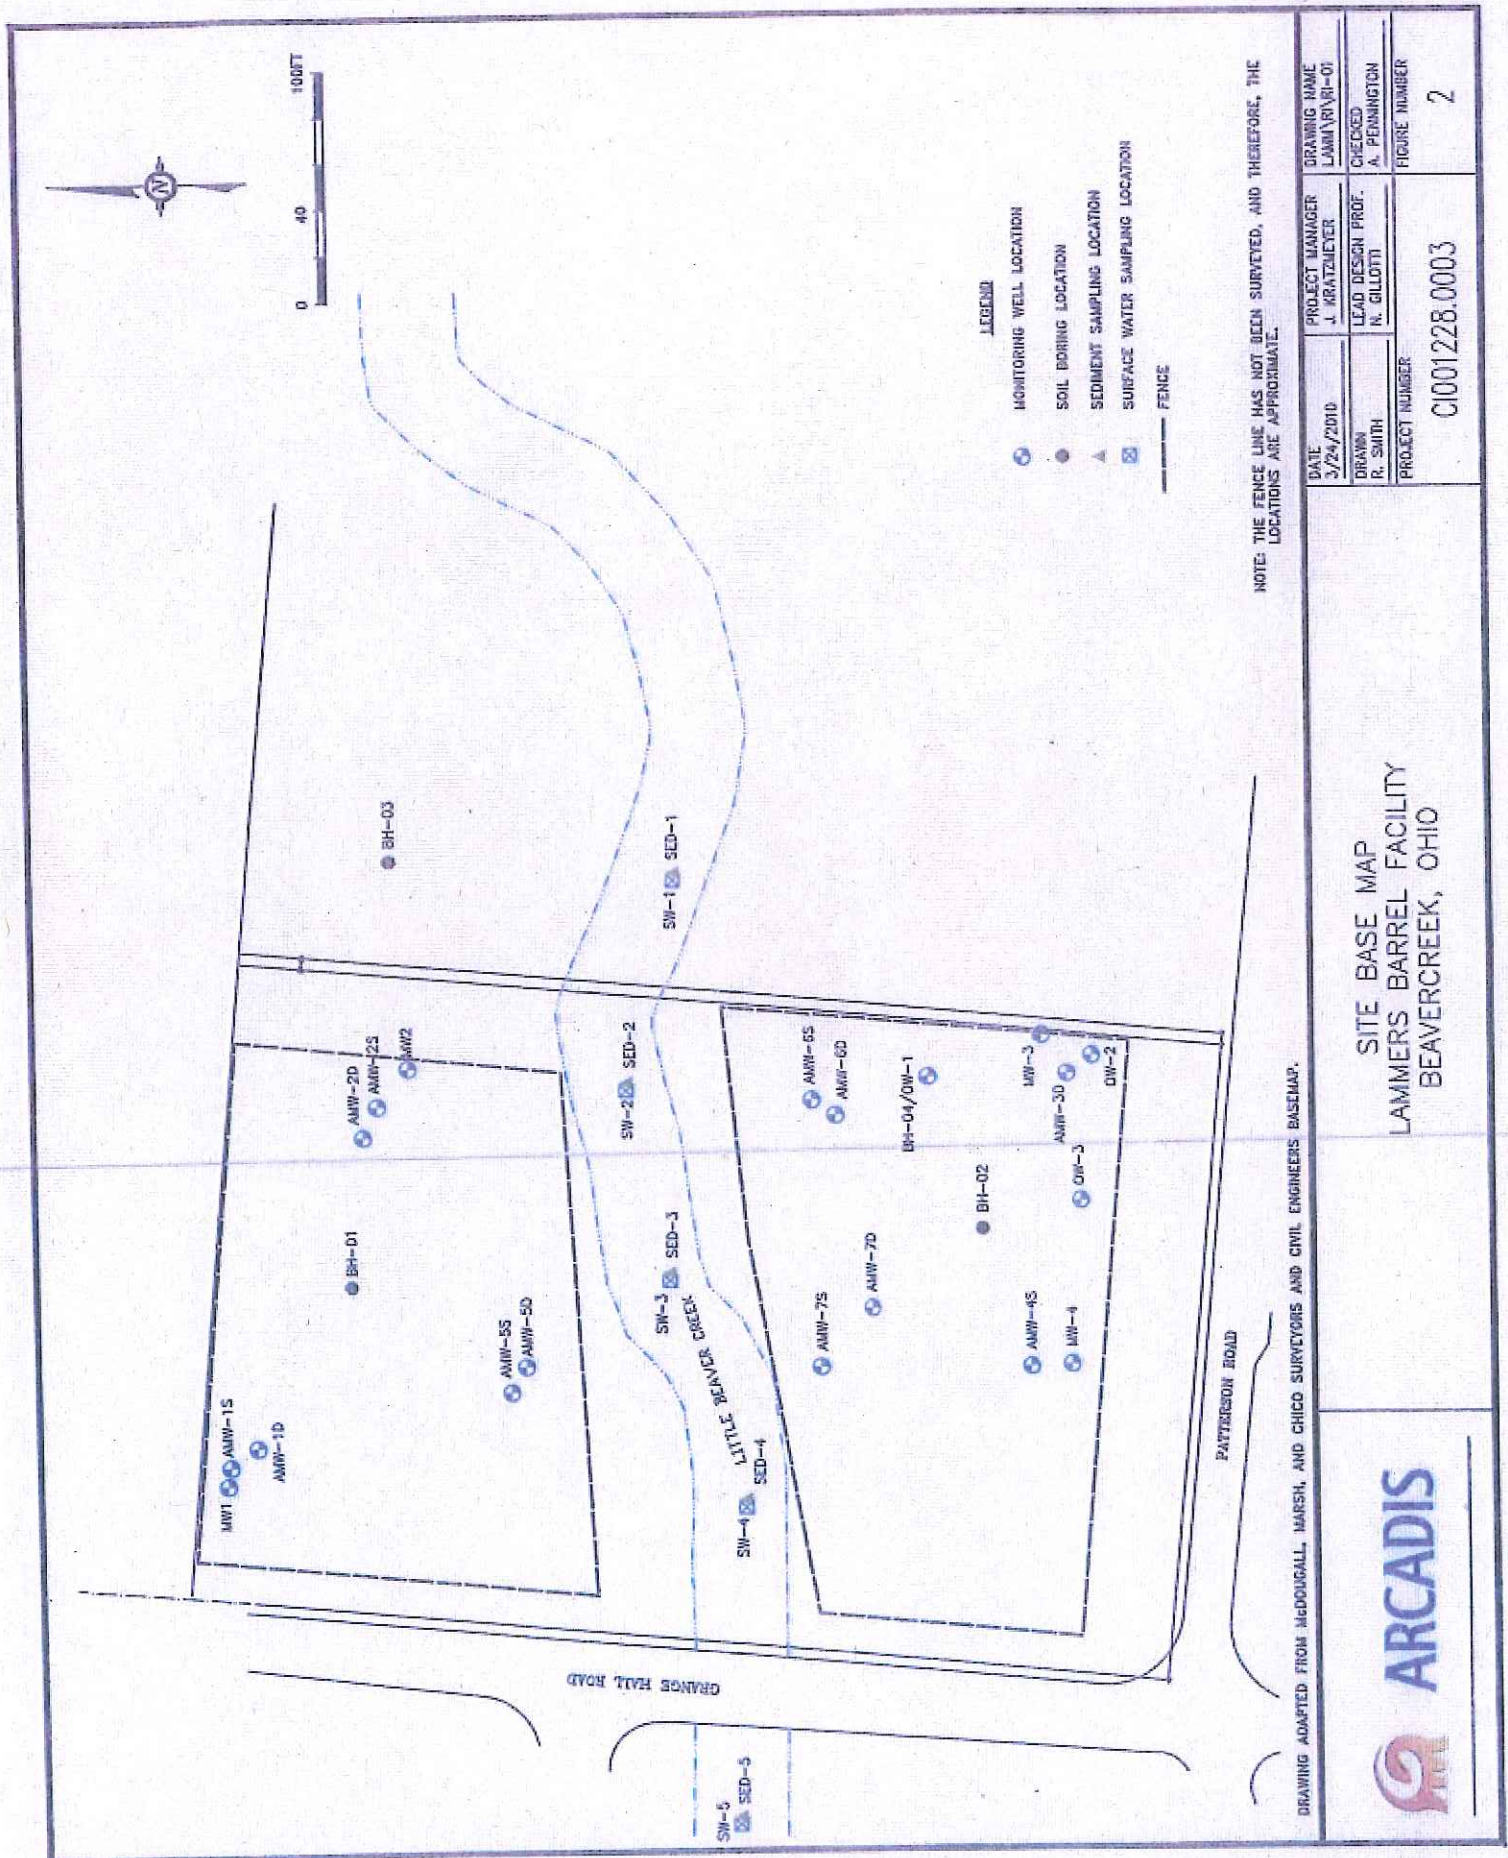 N
0 40 100FT
BH-03
MW1
AMW-1S
AMW-1D
BH-01
AMW-2D
AMW-2S
MW2
AMW-5S
AMW-5D
SW-1
SED-1
SW-2
SED-2
SW-3
SED-3
LITTLE BEAVER CREEK
SW-4
SED-4
SW-5
SED-5
GRANGE HALL ROAD
AMW-6S
AMW-6D
BH-04/OW-1
AMW-7S
AMW-7D
BH-02
MW-3
AMW-3D
OW-2
OW-3
AMW-4S
MW-4
PATTERSON ROAD
LEGEND
MONITORING WELL LOCATION
SOIL BORING LOCATION
SEDIMENT SAMPLING LOCATION
SURFACE WATER SAMPLING LOCATION
FENCE
NOTE: THE FENCE LINE HAS NOT BEEN SURVEYED, AND THEREFORE, THE
LOCATIONS ARE APPROXIMATE.
DRAWING ADAPTED FROM McDOUGALL, MARSH, AND CHICO SURVEYORS AND CIVIL ENGINEERS BASEMAP.
ARCADIS
SITE BASE MAP
LAMMERS BARREL FACILITY
BEAVERCREEK, OHIO
DATE
3/24/2010
PROJECT MANAGER
J. KRATZMEYER
DRAWING NAME
LAMM\RI\RI-01
DRAWN
R. SMITH
LEAD DESIGN PROF.
N. GILLOTTI
CHECKED
A. PENNINGTON
PROJECT NUMBER
CI001228.0003
FIGURE NUMBER
2